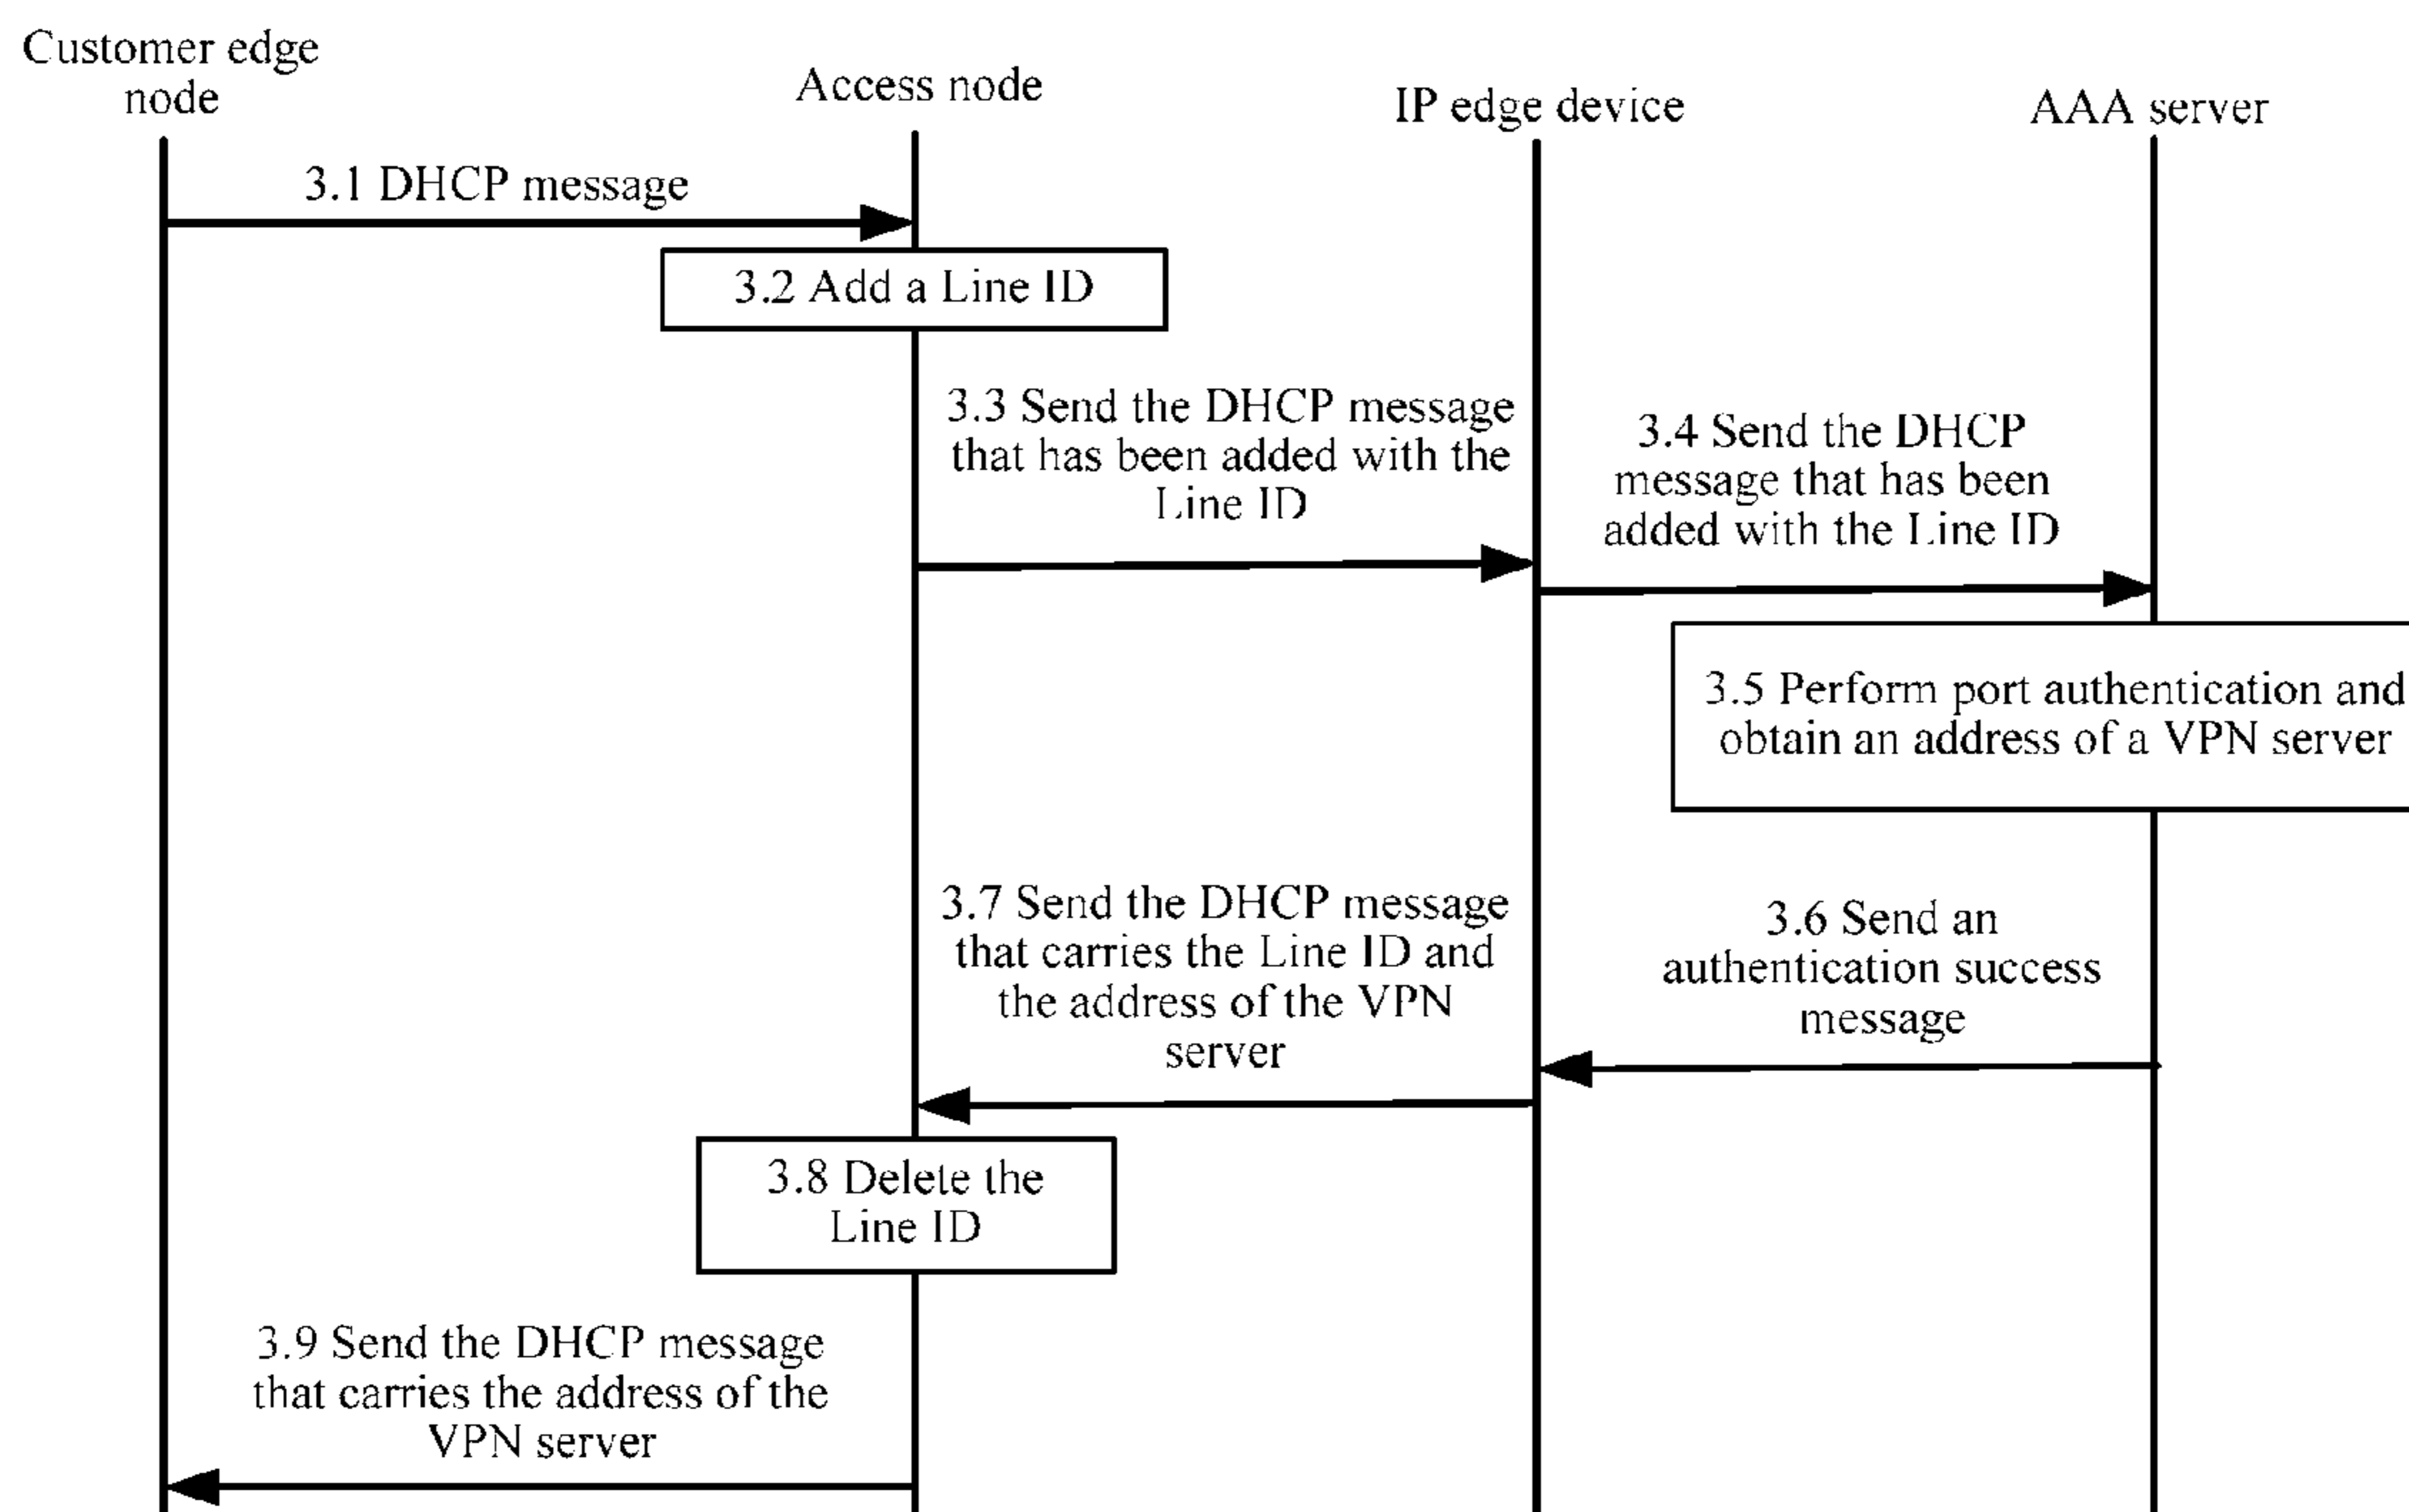 Customer edge
node
Access node
IP edge device
AAA server
3.1 DHCP message
3.2 Add a Line ID
3.3 Send the DHCP message
that has been added with the
Line ID
3.4 Send the DHCP
message that has been
added with the Line ID
3.5 Perform port authentication and
obtain an address of a VPN server
3.6 Send an
authentication success
message
3.7 Send the DHCP message
that carries the Line ID and
the address of the VPN
server
3.8 Delete the
Line ID
3.9 Send the DHCP message
that carries the address of the
VPN server